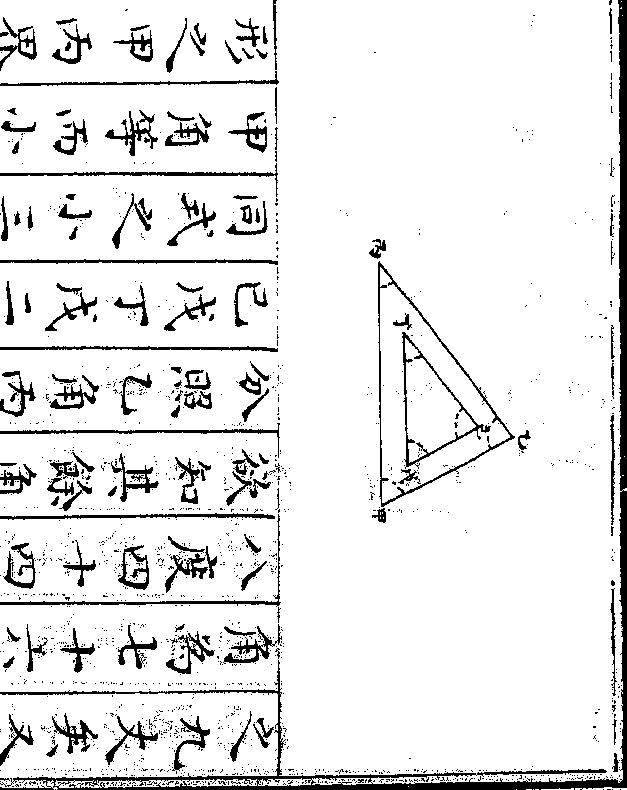 之九丈矣又
角為七十六
八度四十四
欲知其餘角
分照乙角丙
己戊丁戊二
同式之小三
甲角等而小
形之甲丙界
丙
丁
乙
甲